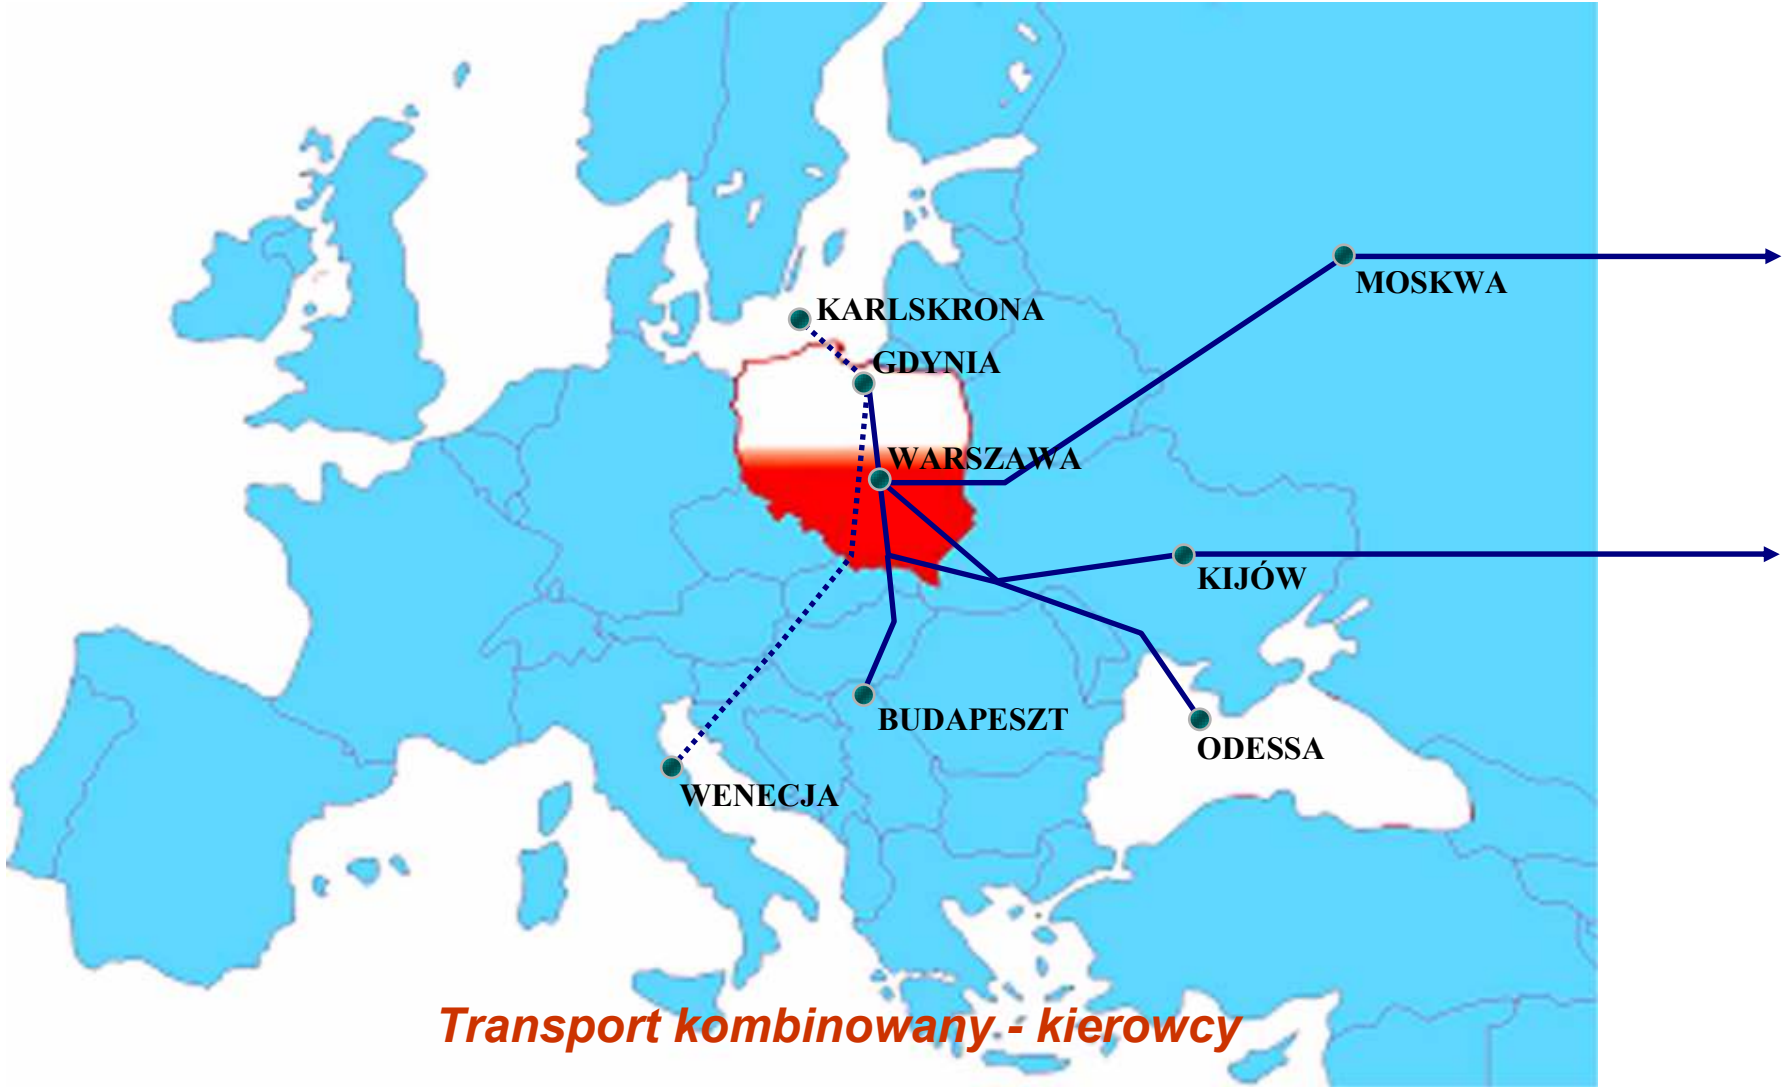 MOSKWA
KARLSKRONA
GDYNIA
WARSZAWA
KIJÓW
BUDAPESZT
ODESSA
WENECJA
Transport kombinowany - kierowcy